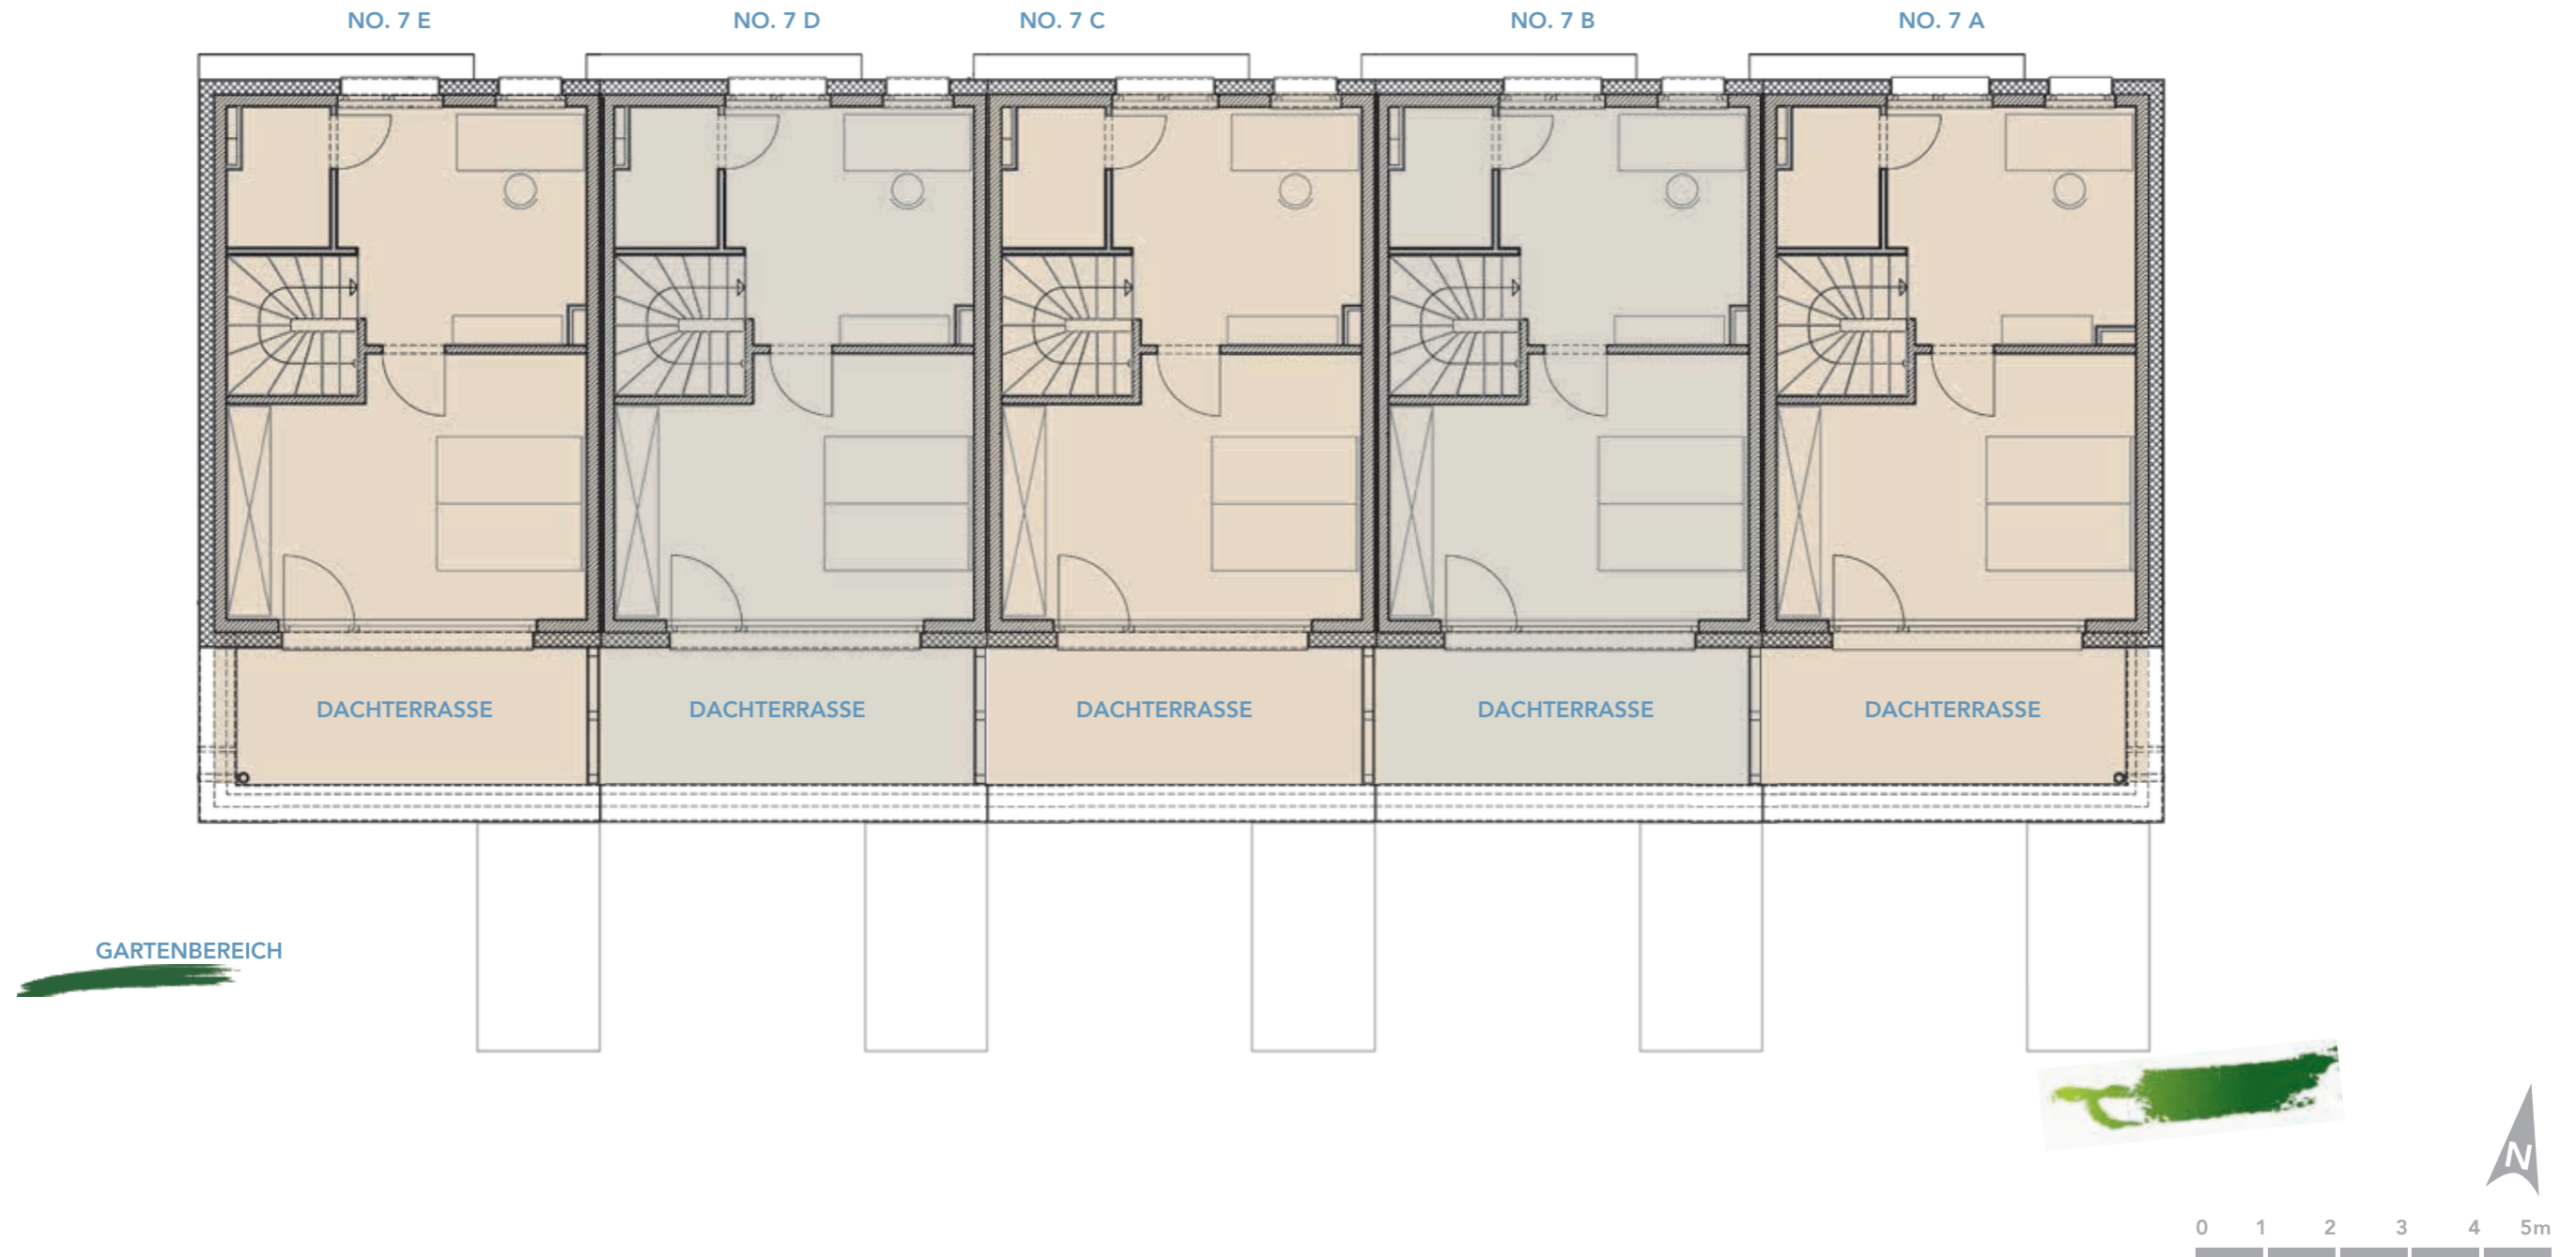 NO. 7 E
NO. 7 D
NO. 7 C
NO. 7 B
NO. 7 A
DACHTERRASSE
DACHTERRASSE
DACHTERRASSE
DACHTERRASSE
DACHTERRASSE
GARTENBEREICH
N
0 1 2 3 4 5m